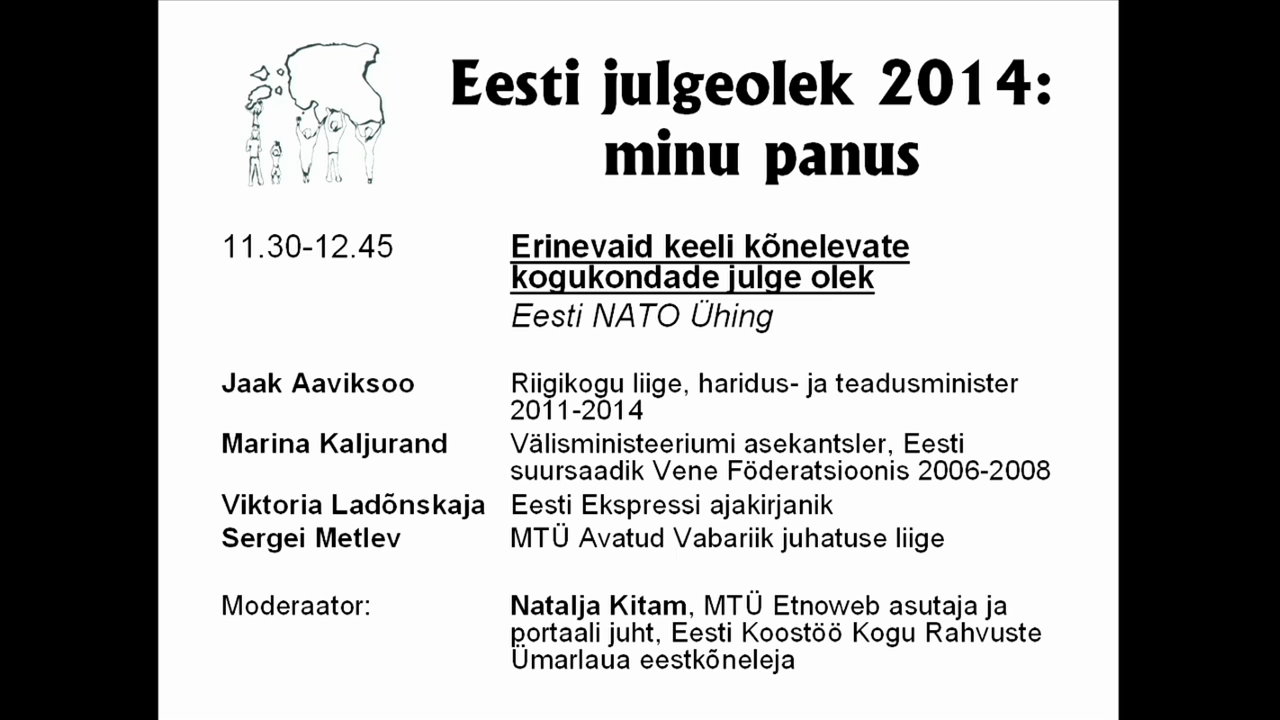 Eesti julgeolek 2014:
minu panus
11.30-12.45 Erinevaid keeli kõnelevate
kogukondade julge olek
Eesti NATO Ühing
Jaak Aaviksoo Riigikogu liige, haridus- ja teadusminister
2011-2014
Marina Kaljurand Välisministeeriumi asekantsler, Eesti
suursaadik Vene Föderatsioonis 2006-2008
Viktoria Ladõnskaja Eesti Ekspressi ajakirjanik
Sergei Metlev MTÜ Avatud Vabariik juhatuse liige
Moderaator: Natalja Kitam, MTÜ Etnoweb asutaja ja
portaali juht, Eesti Koostöö Kogu Rahvuste
Ümarlaua eestkõneleja